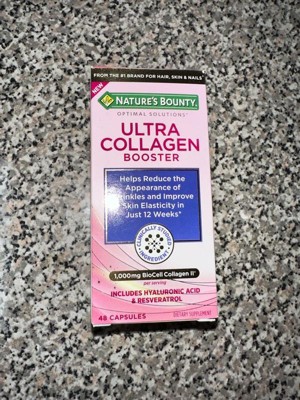 FROM THE #1 BRAND FOR HAIR, SKIN & NAILS
NEW
NATURE'S BOUNTY
OPTIMAL SOLUTIONS
ULTRA
COLLAGEN
BOOSTER
Helps Reduce the
Appearance of
Wrinkles and Improve
Skin Elasticity in
Just 12 Weeks*
CLINICALLY STUDIED
INGREDIENT
1,000mg BioCell Collagen II
per serving
INCLUDES HYALURONIC ACID
& RESVERATROL
48 CAPSULES
DIETARY SUPPLEMENT